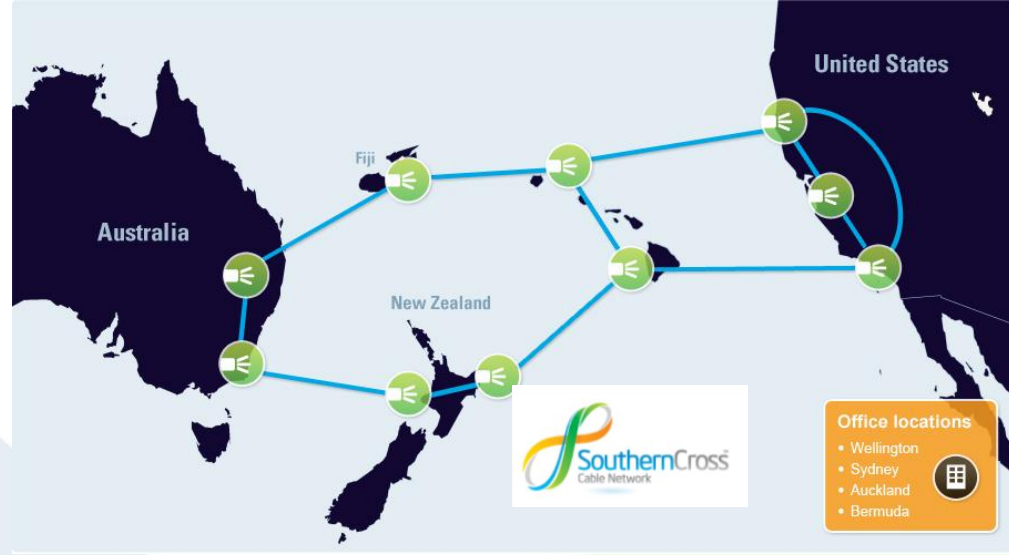 United States
Fiji
Australia
New Zealand
SouthernCross
Cable Network
Office locations
• Wellington
• Sydney
• Auckland
• Bermuda